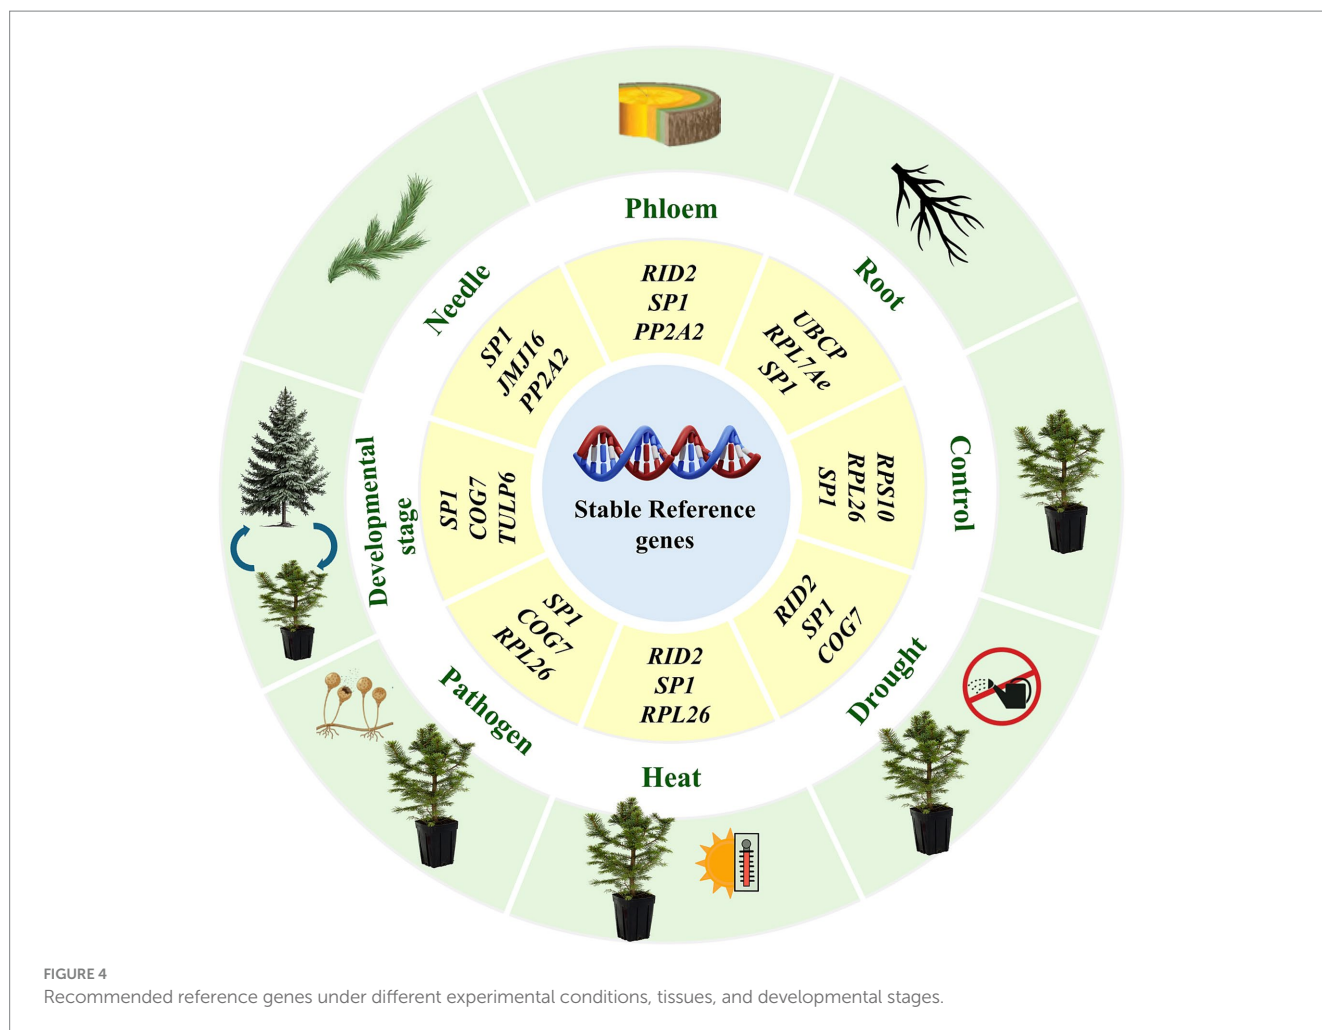 Phloem
RID2
SP1
PP2A2
Root
UBCP
RPL7Ae
SP1
Control
RPS10
RPL26
SP1
Drought
RID2
SP1
COG7
Heat
RID2
SP1
RPL26
Pathogen
SP1
COG7
RPL26
Developmental
stage
SP1
COG7
TULP6
Needle
SP1
JMJ16
PP2A2
Stable Reference
genes
FIGURE 4
Recommended reference genes under different experimental conditions, tissues, and developmental stages.